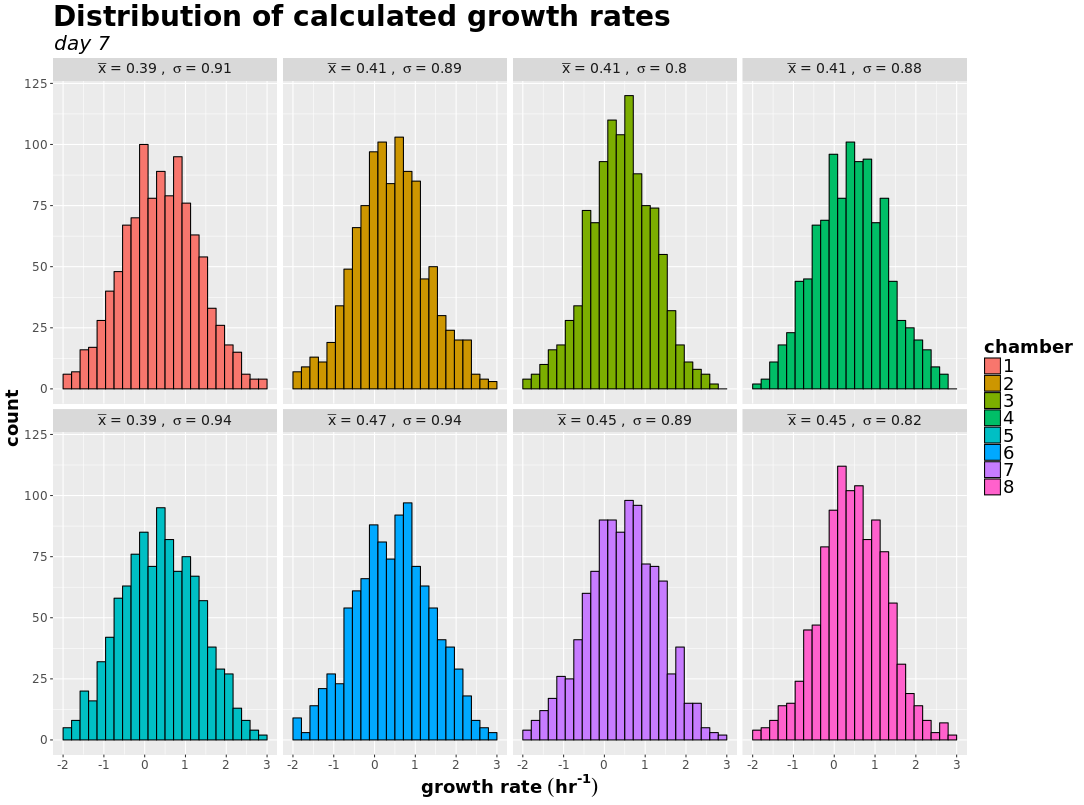 Distribution of calculated growth rates
day 7
x̅ = 0.39 , σ = 0.91
x̅ = 0.41 , σ = 0.89
x̅ = 0.41 , σ = 0.8
x̅ = 0.41 , σ = 0.88
125
100
75
50
25
0
x̅ = 0.39 , σ = 0.94
x̅ = 0.47 , σ = 0.94
x̅ = 0.45 , σ = 0.89
x̅ = 0.45 , σ = 0.82
125
100
75
50
25
0
-2 -1 0 1 2 3
-2 -1 0 1 2 3
-2 -1 0 1 2 3
-2 -1 0 1 2 3
count
growth rate (hr⁻¹)
chamber
1
2
3
4
5
6
7
8